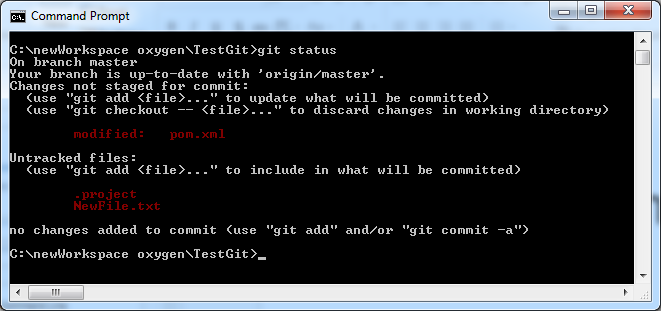 Command Prompt
C:\newWorkspace oxygen\TestGit>git status
On branch master
Your branch is up-to-date with 'origin/master'.
Changes not staged for commit:
(use "git add <file>..." to update what will be committed)
(use "git checkout -- <file>..." to discard changes in working directory)
modified: pom.xml
Untracked files:
(use "git add <file>..." to include in what will be committed)
.project
NewFile.txt
no changes added to commit (use "git add" and/or "git commit -a")
C:\newWorkspace oxygen\TestGit>_